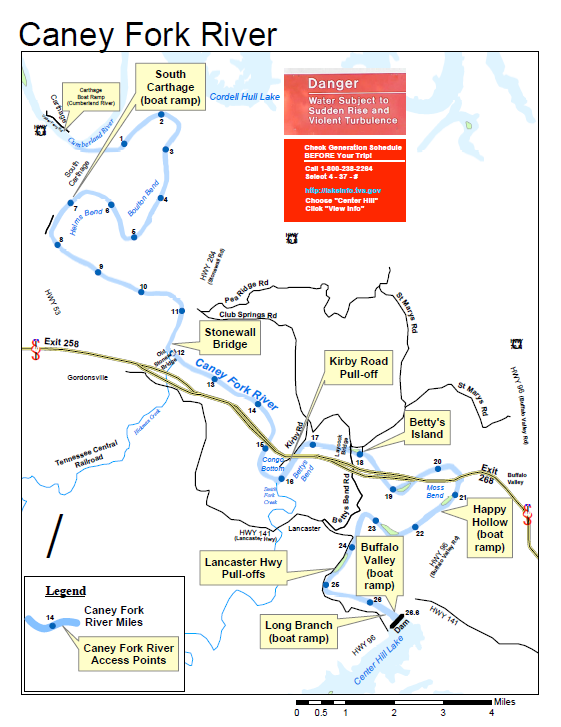 Caney Fork River
South
Carthage
(boat ramp)
Carthage
Boat Ramp
(Cumberland River)
Carthage
Cumberland River
Cordell Hull Lake
Danger
Water Subject to
Sudden Rise and
Violent Turbulence
Check Generation Schedule
BEFORE Your Trip!
Call 1-800-238-2264
Select 4 - 37 - #
http://lakeinfo.tva.gov
Choose "Center Hill"
Click "View Info"
1
2
3
4
5
6
7
8
9
10
11
South
Carthage
Helms Bend
Boulton Bend
HWY 53
HWY 264
(Stonewall Rd)
Pea Ridge Rd
Club Springs Rd
St Marys Rd
Stonewall
Bridge
Exit 258
Gordonsville
Old
Stonewall
Bridge
12
13
14
Caney Fork River
Kirby Road
Pull-off
Kirby Rd
HWY 96
(Buffalo Valley Rd)
St Marys Rd
Betty's
Island
Tennessee Central
Railroad
15
16
17
18
19
20
21
22
23
24
25
26
26.6
Congo
Bottom
Bettys
Bend
Bridge
Bettys Bend Rd
Smith
Fork
Creek
Moss
Bend
Exit
268
Buffalo
Valley
HWY 141
(Lancaster Hwy)
Lancaster
Happy
Hollow
(boat
ramp)
HWY 96
(Buffalo Valley Rd)
Lancaster Hwy
Pull-offs
Buffalo
Valley
(boat
ramp)
Long Branch
(boat ramp)
Dam
HWY 141
HWY 96
Center Hill Lake
Legend
14
Caney Fork
River Miles
Caney Fork River
Access Points
Miles
0 0.5 1 2 3 4